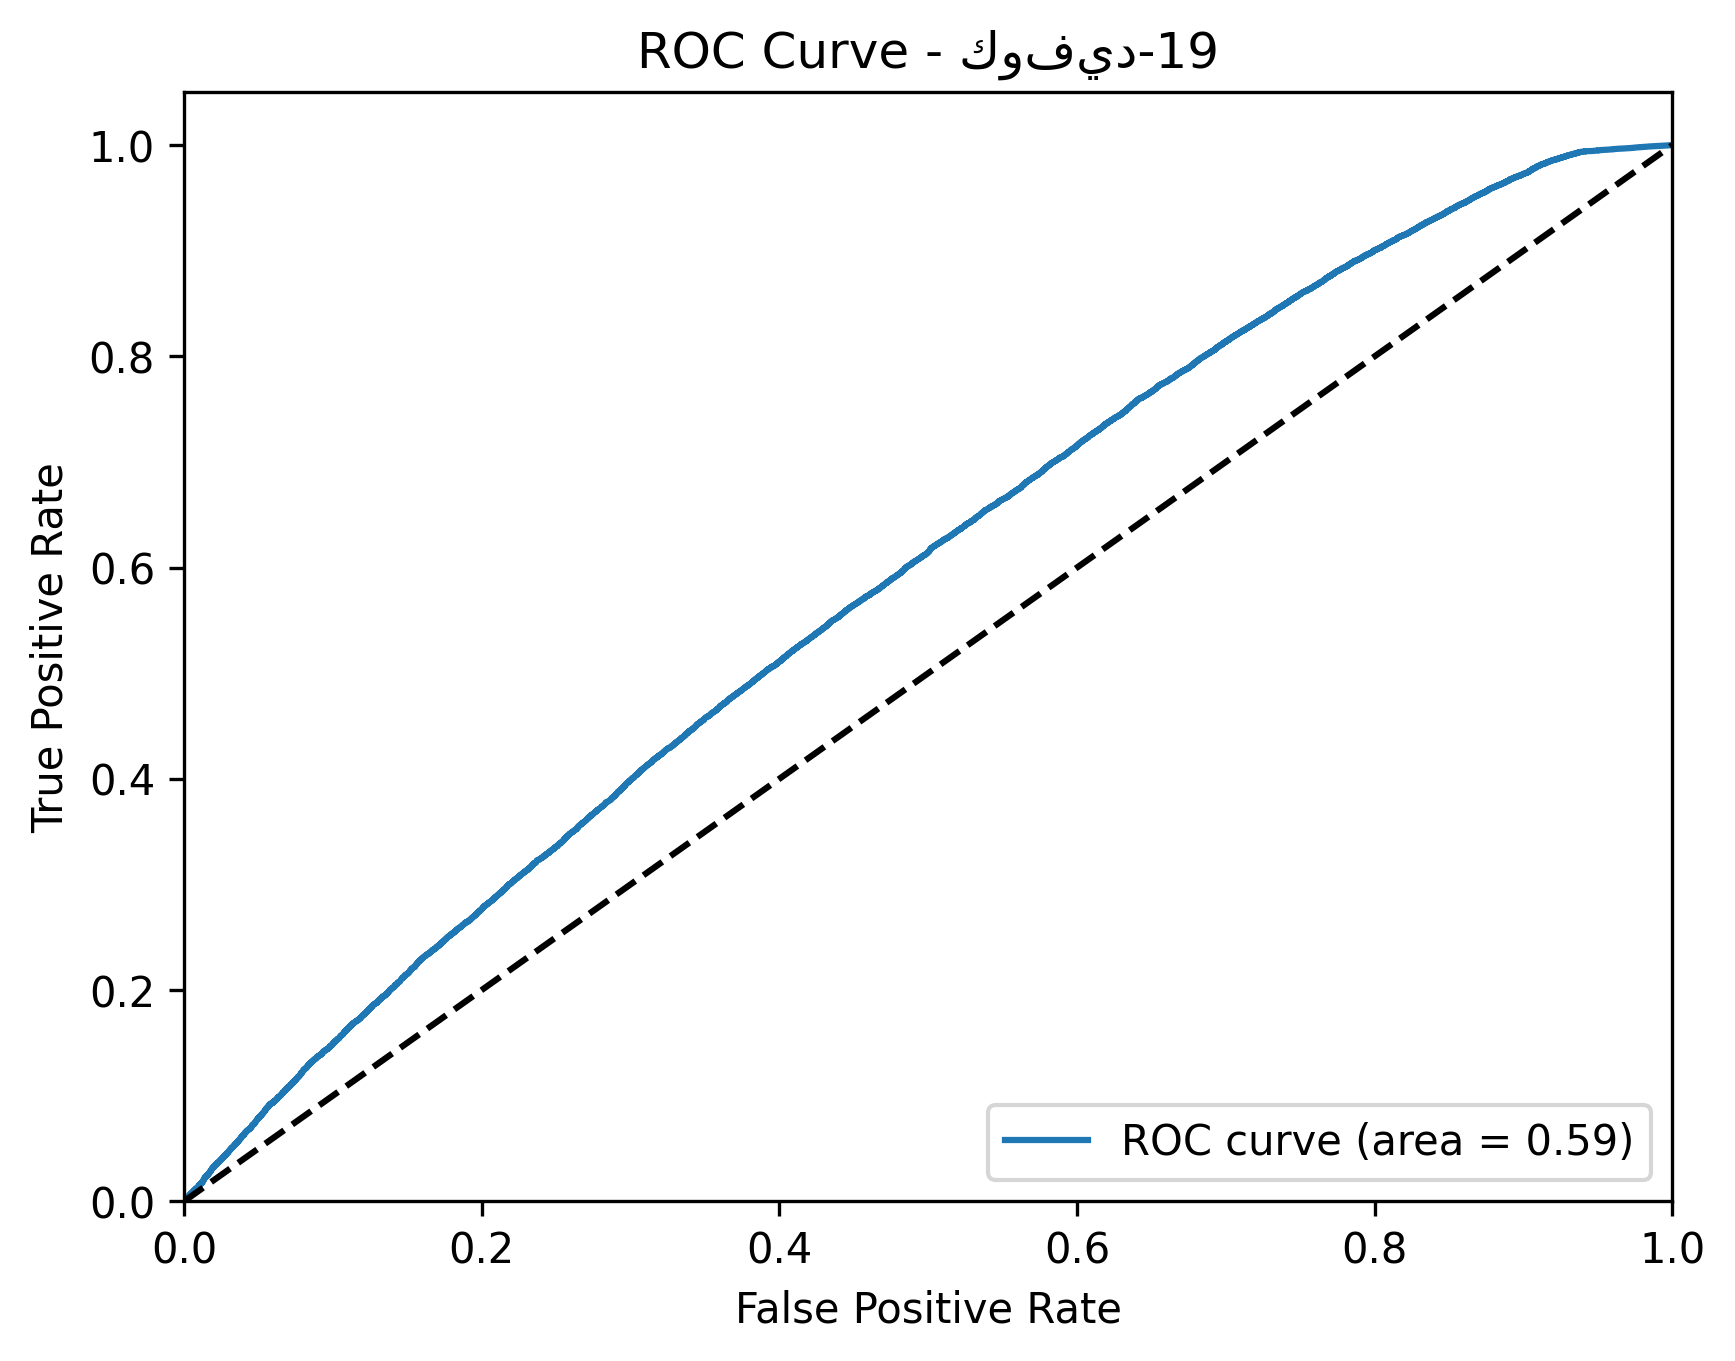 ROC Curve - كوفيد-19
True Positive Rate
1.0
0.8
0.6
0.4
0.2
0.0
0.0 0.2 0.4 0.6 0.8 1.0
False Positive Rate
ROC curve (area = 0.59)